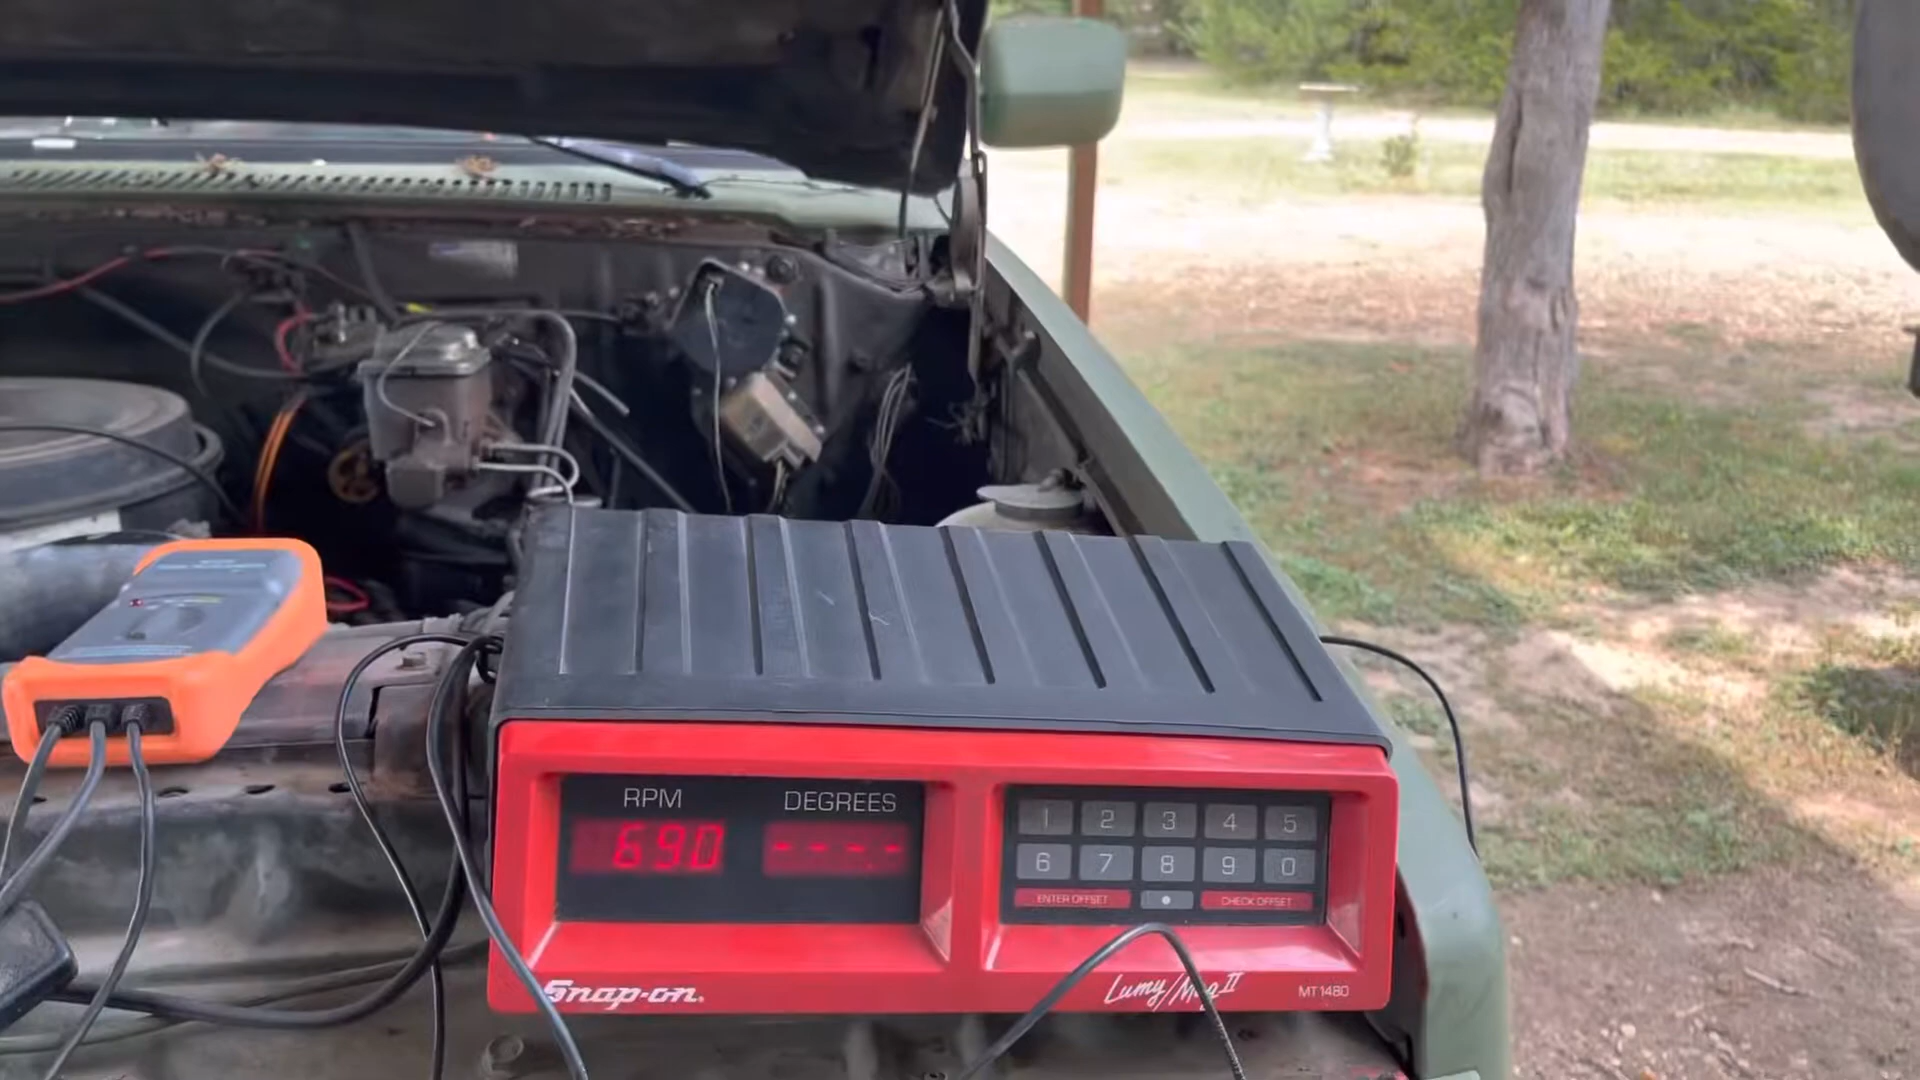 RPM DEGREES
690 ----
1 2 3 4 5
6 7 8 9 0
ENTER OFFSET CHECK OFFSET
Snap-on
Lumy/Mag II
MT1480